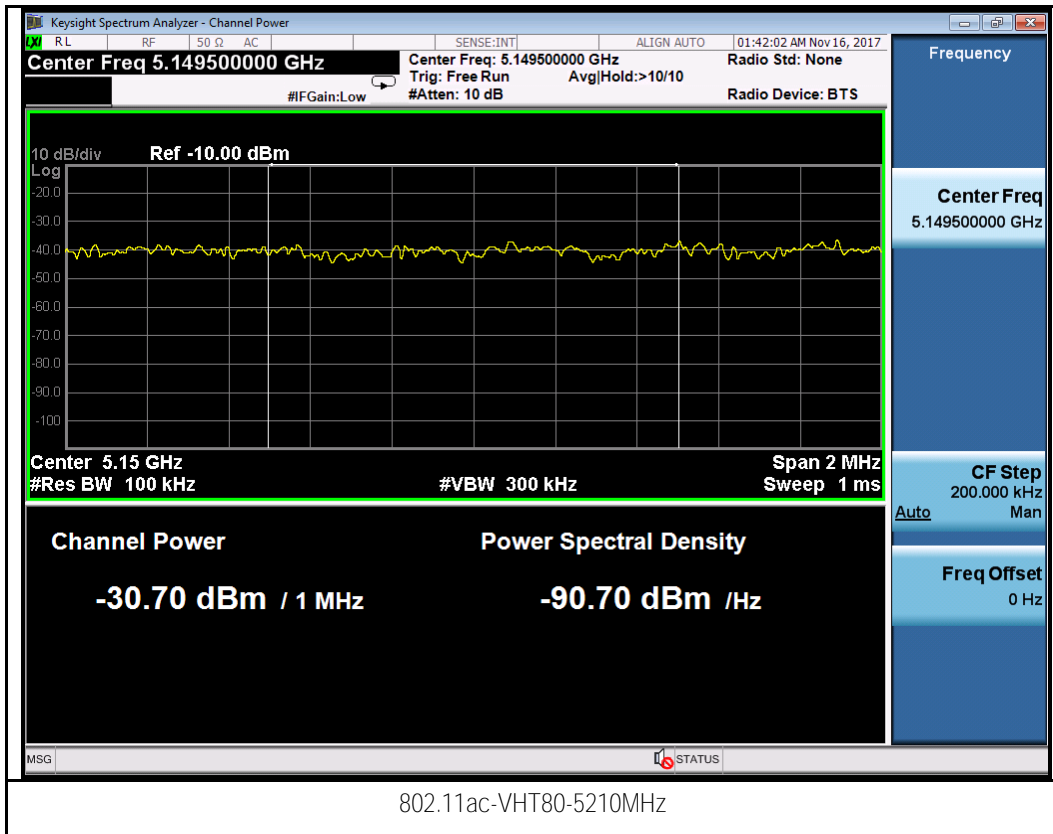 Keysight Spectrum Analyzer - Channel Power
LXI RL RF 50 Ω AC SENSE:INT ALIGN AUTO 01:42:02 AM Nov 16, 2017
Center Freq 5.149500000 GHz
Center Freq: 5.149500000 GHz Radio Std: None
Trig: Free Run Avg|Hold:>10/10
#IFGain:Low #Atten: 10 dB Radio Device: BTS
10 dB/div Ref -10.00 dBm
Log
-20.0
-30.0
-40.0
-50.0
-60.0
-70.0
-80.0
-90.0
-100
Center 5.15 GHz Span 2 MHz
#Res BW 100 kHz #VBW 300 kHz Sweep 1 ms
Channel Power Power Spectral Density
-30.70 dBm / 1 MHz -90.70 dBm /Hz
Frequency
Center Freq
5.149500000 GHz
CF Step
200.000 kHz
Auto Man
Freq Offset
0 Hz
MSG STATUS
802.11ac-VHT80-5210MHz